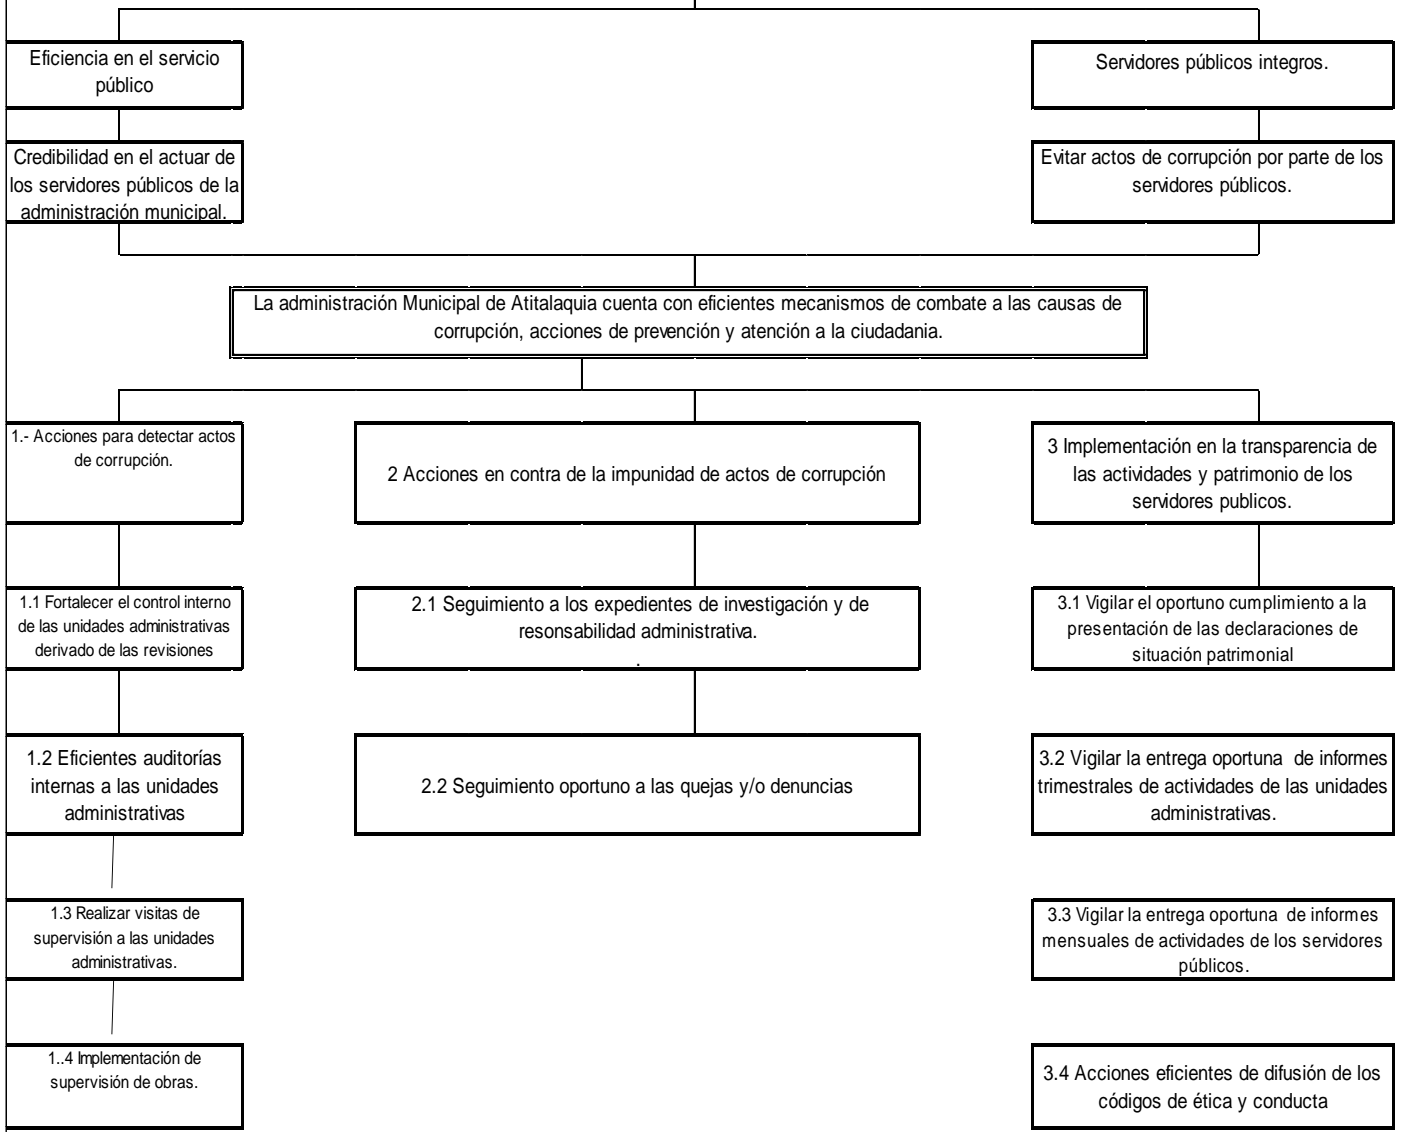 Eficiencia en el servicio
público
Servidores públicos integros.
Credibilidad en el actuar de
los servidores públicos de la
administración municipal.
Evitar actos de corrupción por parte de los
servidores públicos.
La administración Municipal de Atitalaquia cuenta con eficientes mecanismos de combate a las causas de
corrupción, acciones de prevención y atención a la ciudadania.
1.- Acciones para detectar actos
de corrupción.
2 Acciones en contra de la impunidad de actos de corrupción
3 Implementación en la transparencia de
las actividades y patrimonio de los
servidores publicos.
1.1 Fortalecer el control interno
de las unidades administrativas
derivado de las revisiones
2.1 Seguimiento a los expedientes de investigación y de
resonsabilidad administrativa.
.
3.1 Vigilar el oportuno cumplimiento a la
presentación de las declaraciones de
situación patrimonial
1.2 Eficientes auditorías
internas a las unidades
administrativas
2.2 Seguimiento oportuno a las quejas y/o denuncias
3.2 Vigilar la entrega oportuna  de informes
trimestrales de actividades de las unidades
administrativas.
1.3 Realizar visitas de
supervisión a las unidades
administrativas.
3.3 Vigilar la entrega oportuna  de informes
mensuales de actividades de los servidores
públicos.
1..4 Implementación de
supervisión de obras.
3.4 Acciones eficientes de difusión de los
códigos de ética y conducta